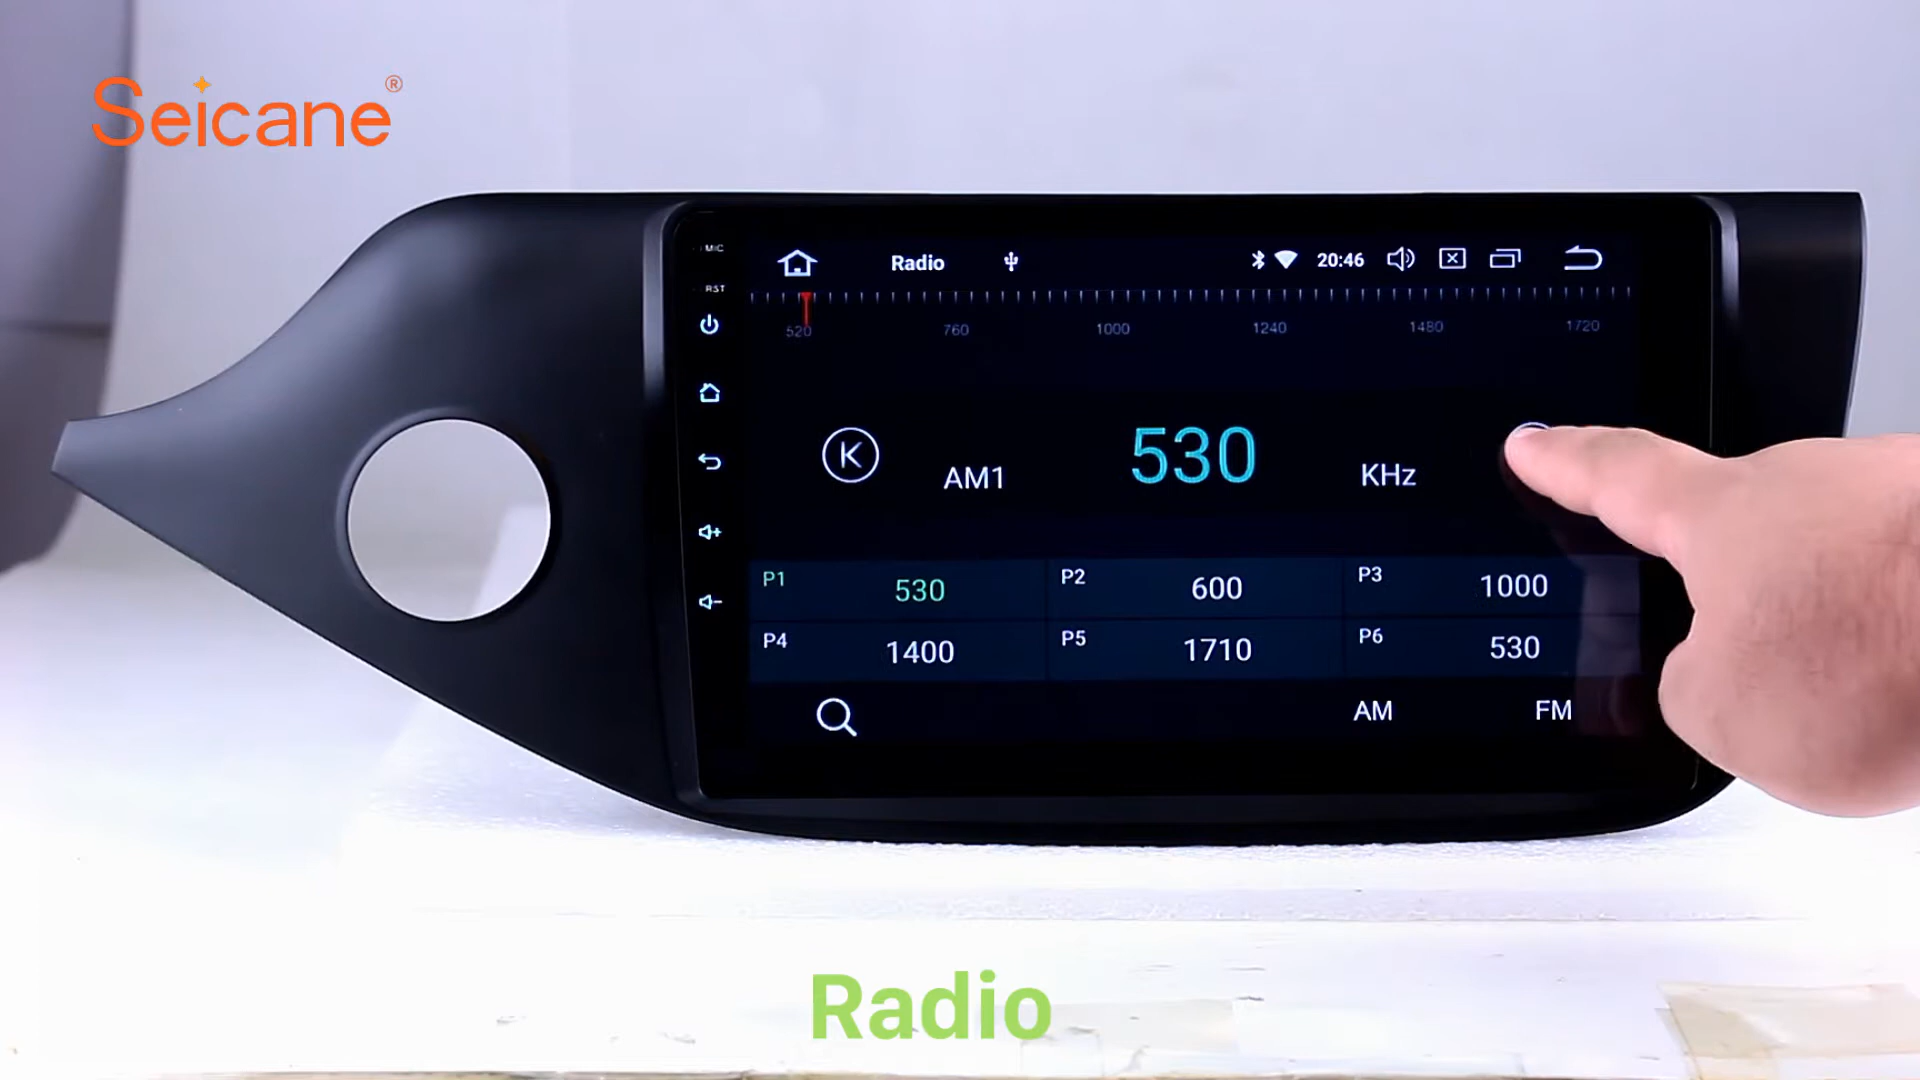 Seicane®
MIC
Radio 20:46
RST
520 760 1000 1240 1480 1720
AM1 530 KHz
P1 530 P2 600 P3 1000
P4 1400 P5 1710 P6 530
AM FM
Radio